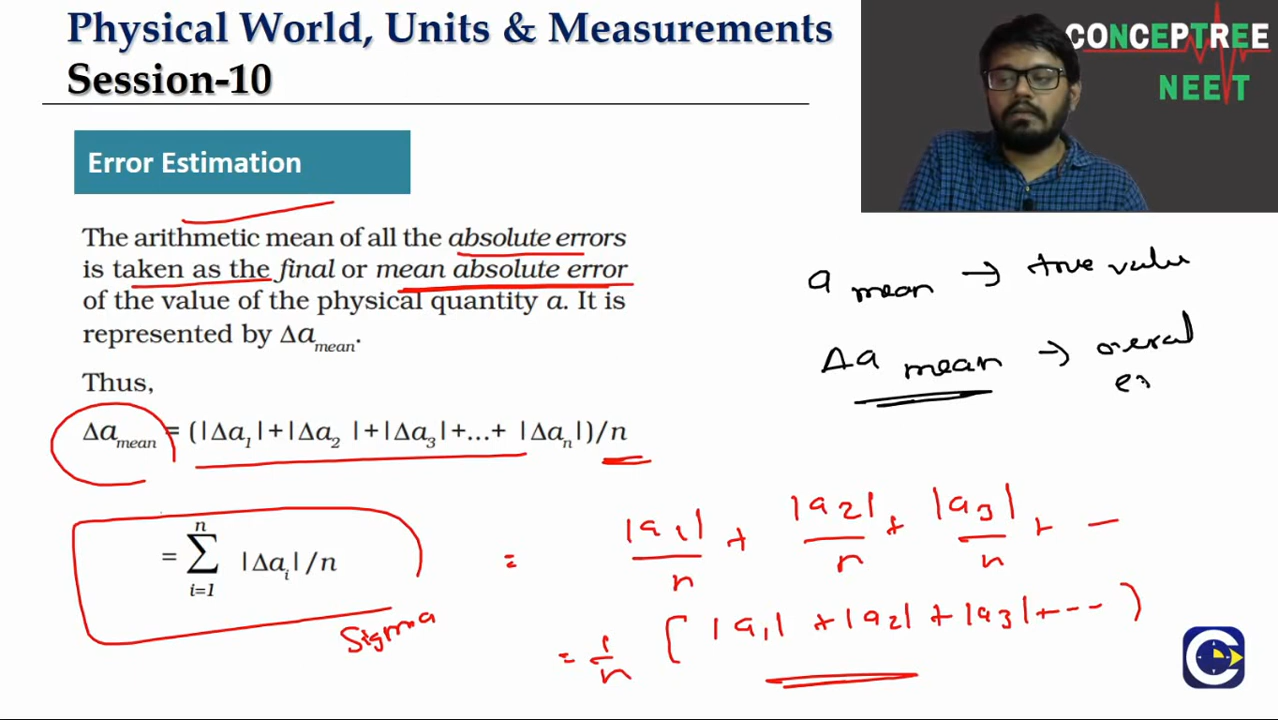 Physical World, Units & Measurements
Session-10
CONCEPTREE
NEET
Error Estimation
The arithmetic mean of all the absolute errors
is taken as the final or mean absolute error
of the value of the physical quantity a. It is
represented by Δa_mean.
Thus,
Δa_mean = (|Δa₁|+|Δa₂ |+|Δa₃|+...+ |Δaₙ|)/n
= Σ_{i=1}^{n} |Δaᵢ|/n
Sigma
a mean → true value
Δa mean → overal
er
= |a₁|/n + |a₂|/n + |a₃|/n + —
= 1/n [ |a₁| + |a₂| + |a₃| + --- )